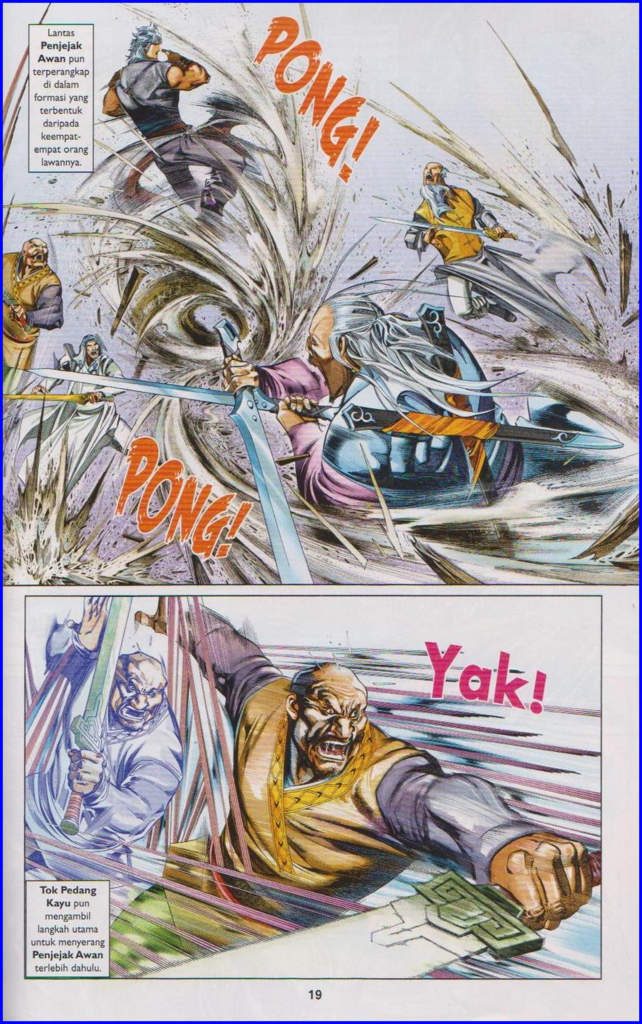 Lantas
Penjejak
Awan pun
terperangkap
di dalam
formasi yang
terbentuk
daripada
keempat-
empat orang
lawannya.
PONG!
PONG!
Yak!
Tok Pedang
Kayu pun
mengambil
langkah utama
untuk menyerang
Penjejak Awan
terlebih dahulu.
19